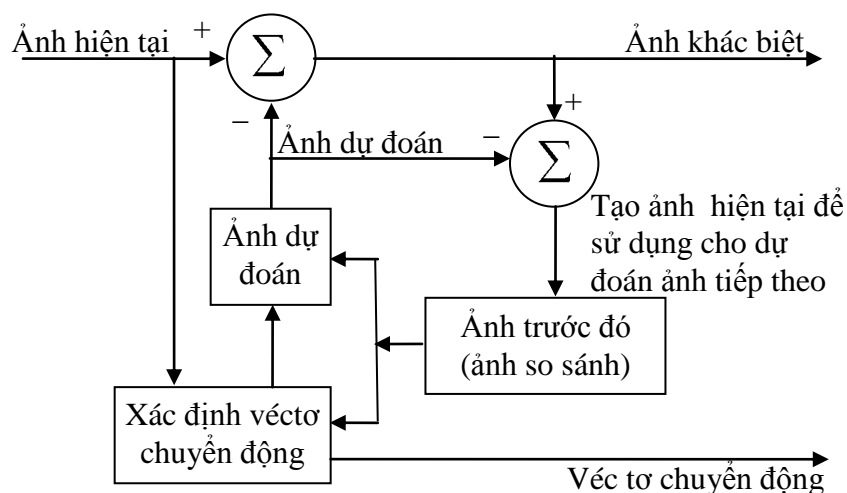 Ảnh hiện tại
+
Σ
Ảnh khác biệt
−
+
Ảnh dự đoán
−
Σ
Ảnh dự
đoán
Tạo ảnh hiện tại để
sử dụng cho dự
đoán ảnh tiếp theo
Ảnh trước đó
(ảnh so sánh)
Xác định véctơ
chuyển động
Véc tơ chuyển động